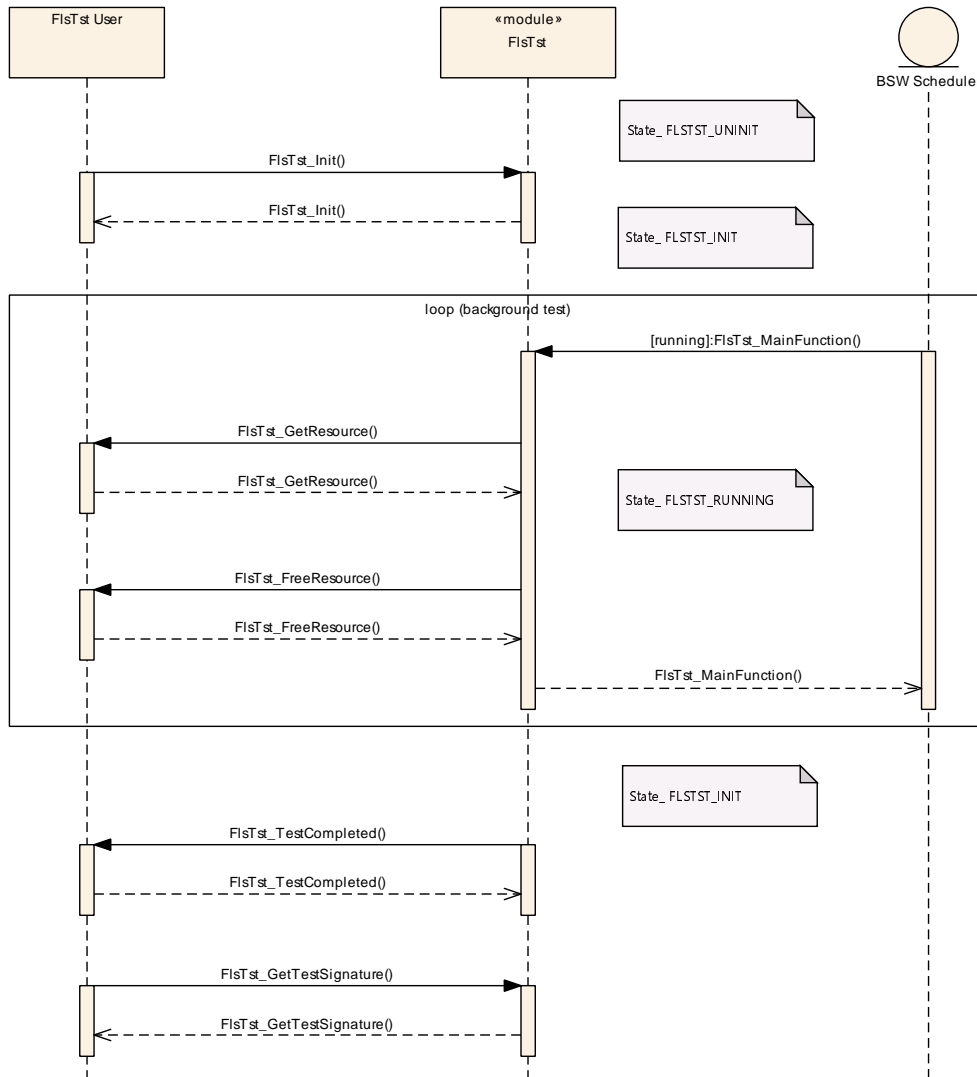 FlsTst User
«module»
FlsTst
BSW Schedule
State_ FLSTST_UNINIT
FlsTst_Init()
FlsTst_Init()
State_ FLSTST_INIT
loop (background test)
[running]:FlsTst_MainFunction()
FlsTst_GetResource()
FlsTst_GetResource()
State_ FLSTST_RUNNING
FlsTst_FreeResource()
FlsTst_FreeResource()
FlsTst_MainFunction()
State_ FLSTST_INIT
FlsTst_TestCompleted()
FlsTst_TestCompleted()
FlsTst_GetTestSignature()
FlsTst_GetTestSignature()